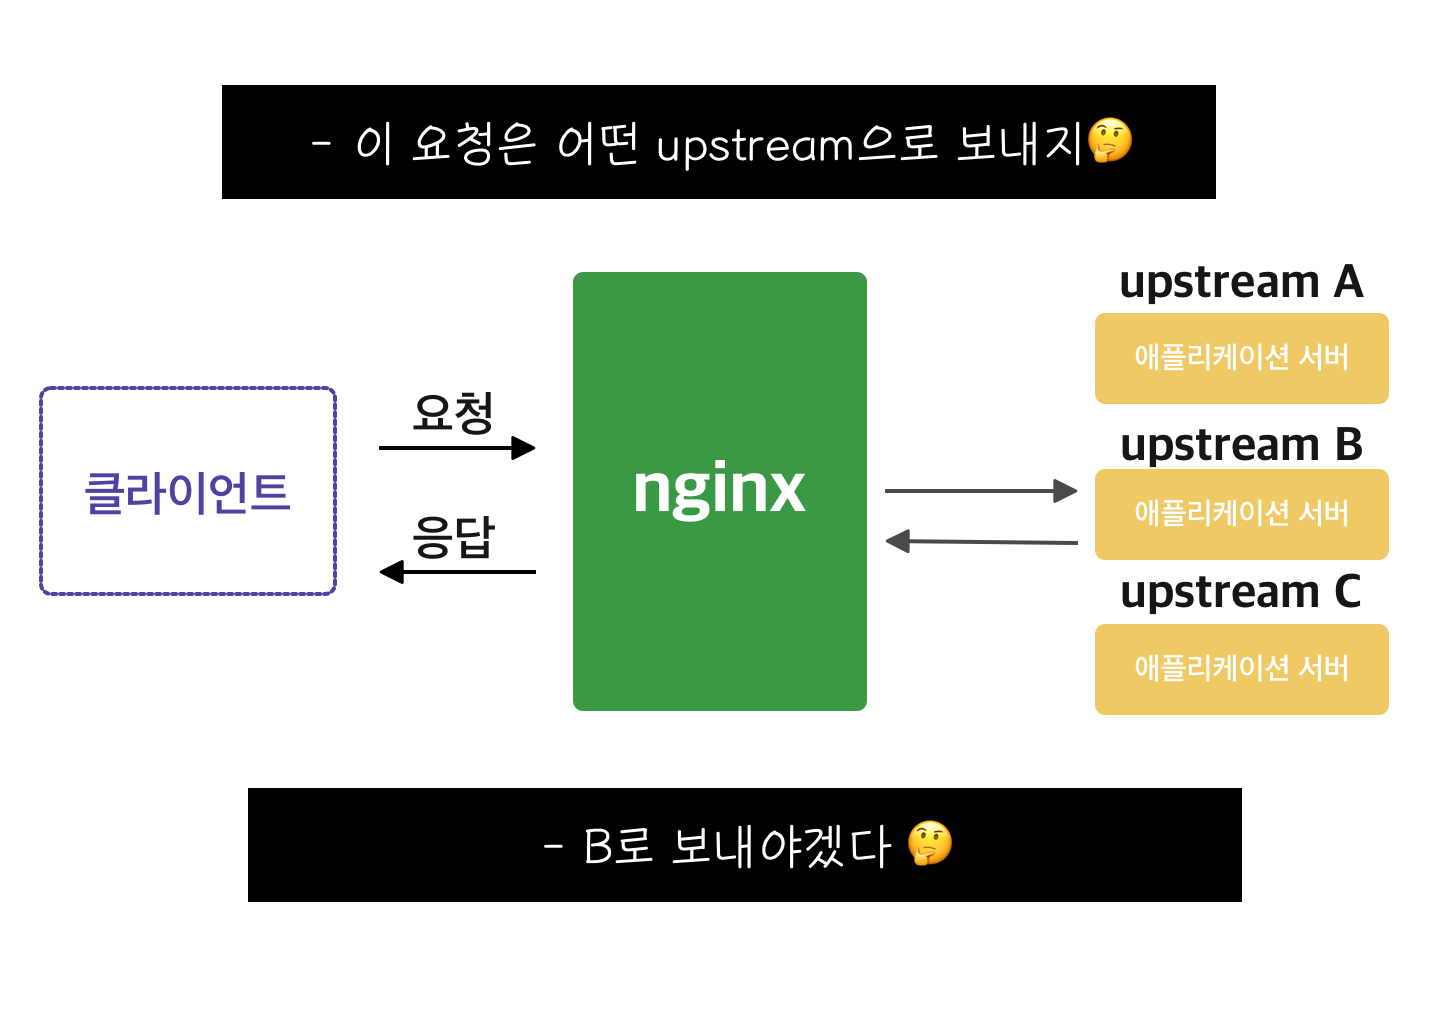 - 이 요청은 어떤 upstream으로 보내지🤔
upstream A
애플리케이션 서버
요청
upstream B
클라이언트
nginx
애플리케이션 서버
응답
upstream C
애플리케이션 서버
- B로 보내야겠다 🤔